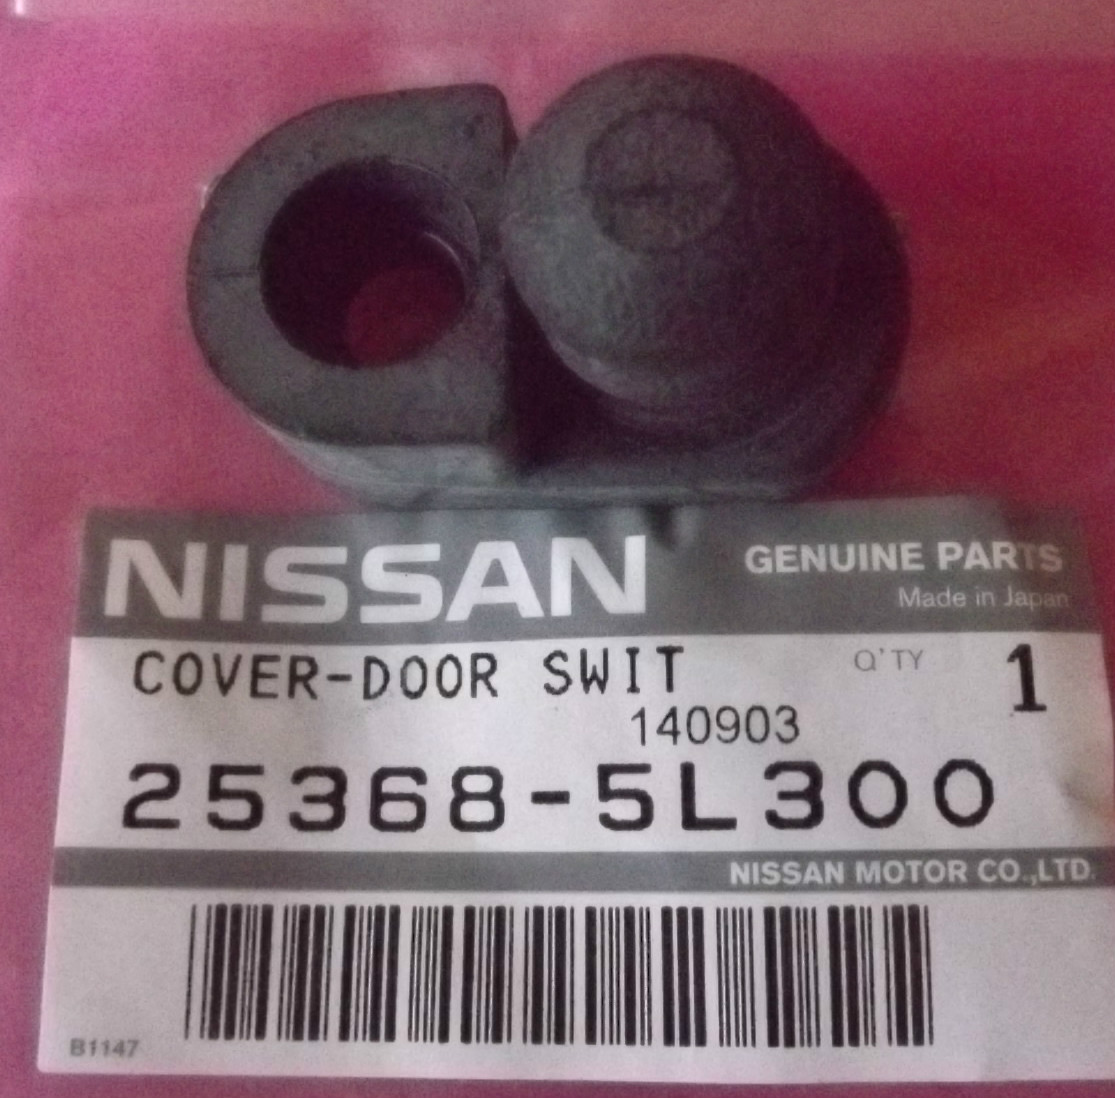 NISSAN GENUINE PARTS
Made in Japan
COVER-DOOR SWIT Q'TY 1
140903
25368-5L300
NISSAN MOTOR CO.,LTD.
B1147